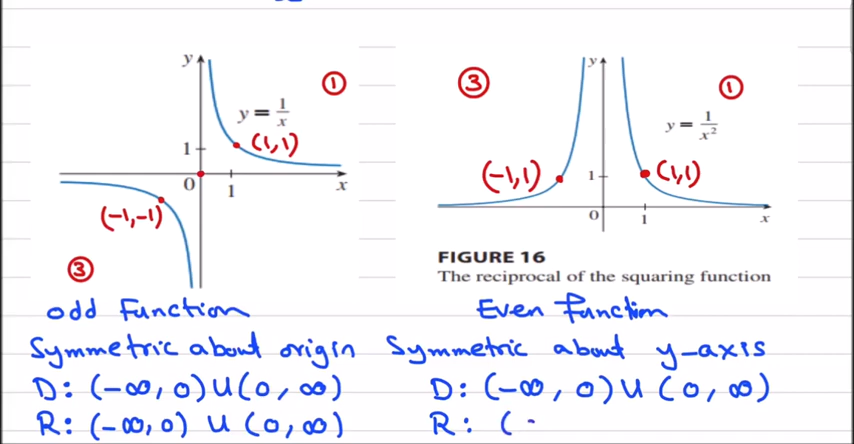 y
①
y = 1/x
1
(1,1)
0
1
x
(-1,-1)
③
odd Function
Symmetric about origin
D: (-∞, 0) U (0, ∞)
R: (-∞, 0) U (0, ∞)
③
y
①
y = 1/x²
(-1,1)
1
(1,1)
0
1
x
FIGURE 16
The reciprocal of the squaring function
Even function
Symmetric about y-axis
D: (-∞, 0) U (0, ∞)
R: (